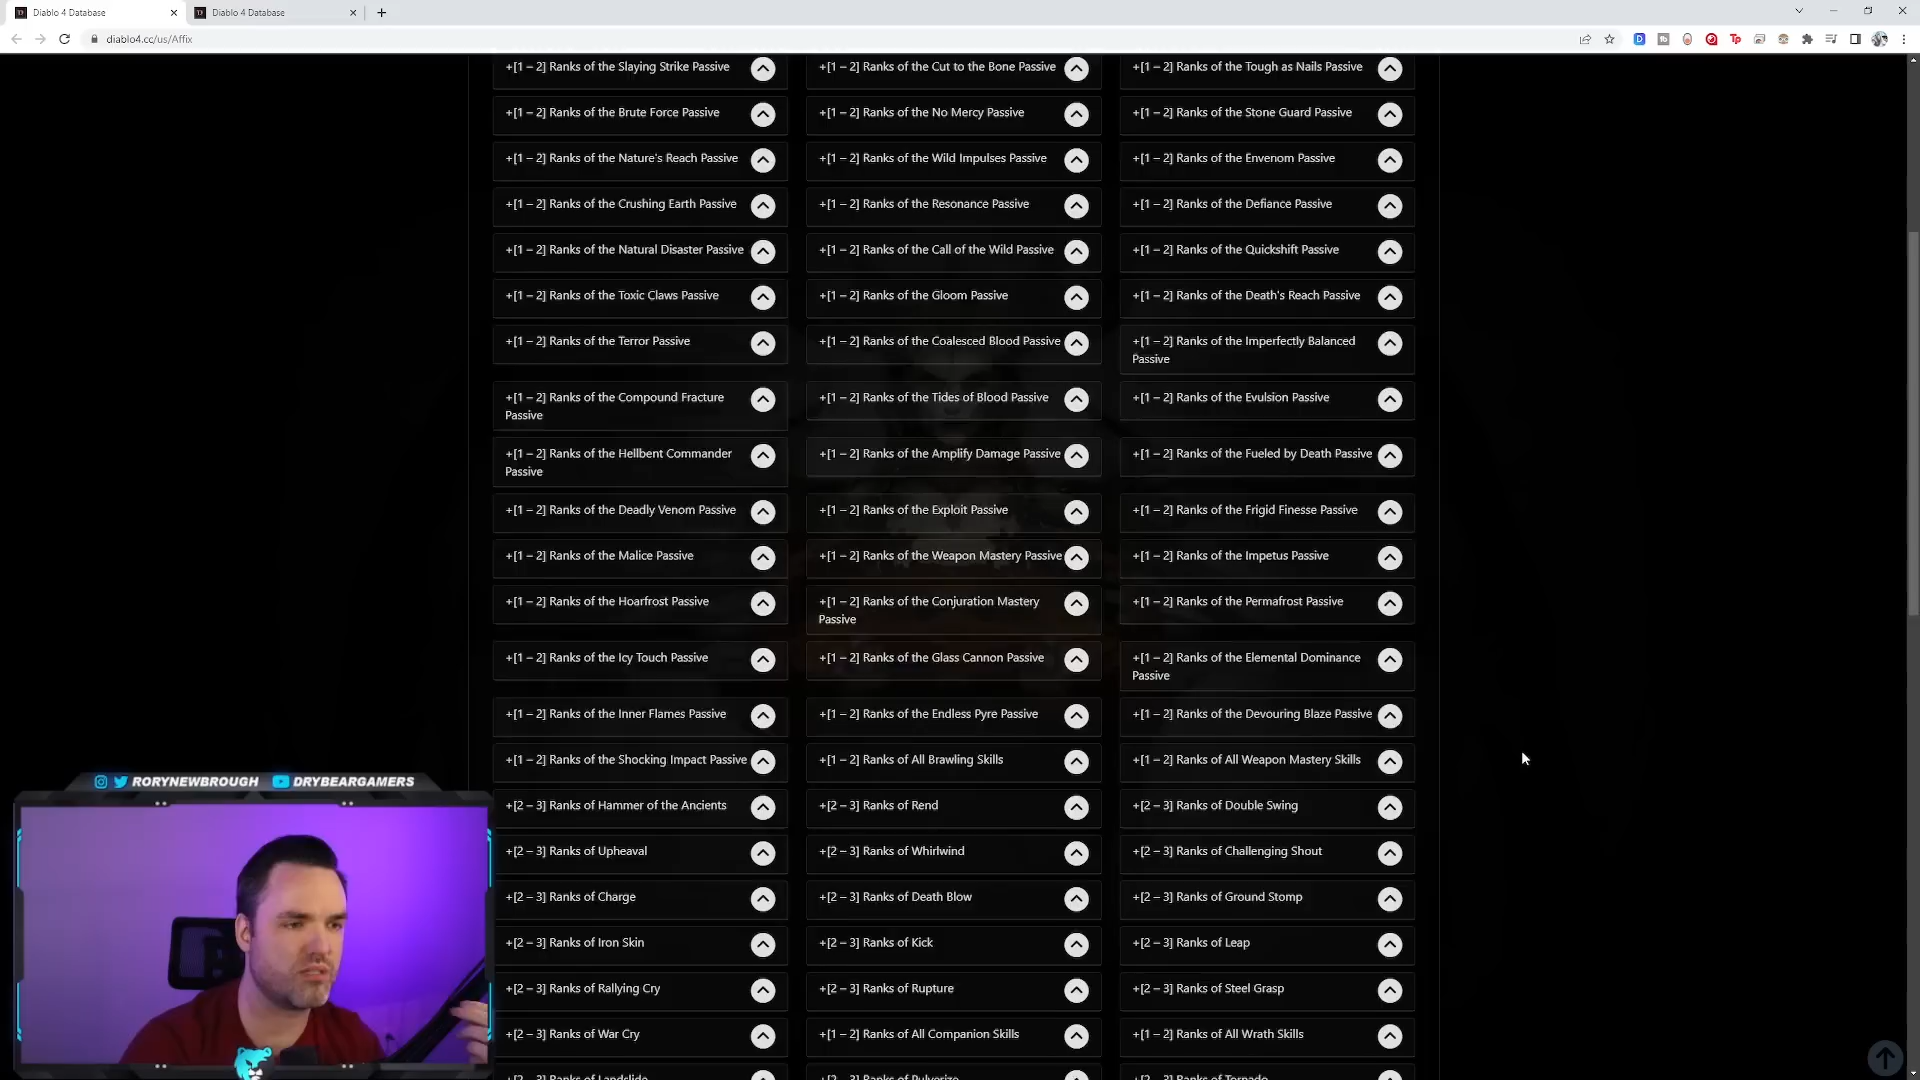 Diablo 4 Database
Diablo 4 Database
diablo4.cc/us/Affix
+[1 – 2] Ranks of the Slaying Strike Passive
+[1 – 2] Ranks of the Cut to the Bone Passive
+[1 – 2] Ranks of the Tough as Nails Passive
+[1 – 2] Ranks of the Brute Force Passive
+[1 – 2] Ranks of the No Mercy Passive
+[1 – 2] Ranks of the Stone Guard Passive
+[1 – 2] Ranks of the Nature's Reach Passive
+[1 – 2] Ranks of the Wild Impulses Passive
+[1 – 2] Ranks of the Envenom Passive
+[1 – 2] Ranks of the Crushing Earth Passive
+[1 – 2] Ranks of the Resonance Passive
+[1 – 2] Ranks of the Defiance Passive
+[1 – 2] Ranks of the Natural Disaster Passive
+[1 – 2] Ranks of the Call of the Wild Passive
+[1 – 2] Ranks of the Quickshift Passive
+[1 – 2] Ranks of the Toxic Claws Passive
+[1 – 2] Ranks of the Gloom Passive
+[1 – 2] Ranks of the Death's Reach Passive
+[1 – 2] Ranks of the Terror Passive
+[1 – 2] Ranks of the Coalesced Blood Passive
+[1 – 2] Ranks of the Imperfectly Balanced
Passive
+[1 – 2] Ranks of the Compound Fracture
Passive
+[1 – 2] Ranks of the Tides of Blood Passive
+[1 – 2] Ranks of the Evulsion Passive
+[1 – 2] Ranks of the Hellbent Commander
Passive
+[1 – 2] Ranks of the Amplify Damage Passive
+[1 – 2] Ranks of the Fueled by Death Passive
+[1 – 2] Ranks of the Deadly Venom Passive
+[1 – 2] Ranks of the Exploit Passive
+[1 – 2] Ranks of the Frigid Finesse Passive
+[1 – 2] Ranks of the Malice Passive
+[1 – 2] Ranks of the Weapon Mastery Passive
+[1 – 2] Ranks of the Impetus Passive
+[1 – 2] Ranks of the Hoarfrost Passive
+[1 – 2] Ranks of the Conjuration Mastery
Passive
+[1 – 2] Ranks of the Permafrost Passive
+[1 – 2] Ranks of the Icy Touch Passive
+[1 – 2] Ranks of the Glass Cannon Passive
+[1 – 2] Ranks of the Elemental Dominance
Passive
+[1 – 2] Ranks of the Inner Flames Passive
+[1 – 2] Ranks of the Endless Pyre Passive
+[1 – 2] Ranks of the Devouring Blaze Passive
+[1 – 2] Ranks of the Shocking Impact Passive
+[1 – 2] Ranks of All Brawling Skills
+[1 – 2] Ranks of All Weapon Mastery Skills
+[2 – 3] Ranks of Hammer of the Ancients
+[2 – 3] Ranks of Rend
+[2 – 3] Ranks of Double Swing
+[2 – 3] Ranks of Upheaval
+[2 – 3] Ranks of Whirlwind
+[2 – 3] Ranks of Challenging Shout
+[2 – 3] Ranks of Charge
+[2 – 3] Ranks of Death Blow
+[2 – 3] Ranks of Ground Stomp
+[2 – 3] Ranks of Iron Skin
+[2 – 3] Ranks of Kick
+[2 – 3] Ranks of Leap
+[2 – 3] Ranks of Rallying Cry
+[2 – 3] Ranks of Rupture
+[2 – 3] Ranks of Steel Grasp
+[2 – 3] Ranks of War Cry
+[1 – 2] Ranks of All Companion Skills
+[1 – 2] Ranks of All Wrath Skills
+[2 – 3] Ranks of Landslide
+[2 – 3] Ranks of Pulverize
+[2 – 3] Ranks of Tornado
RORYNEWBROUGH DRYBEARGAMERS